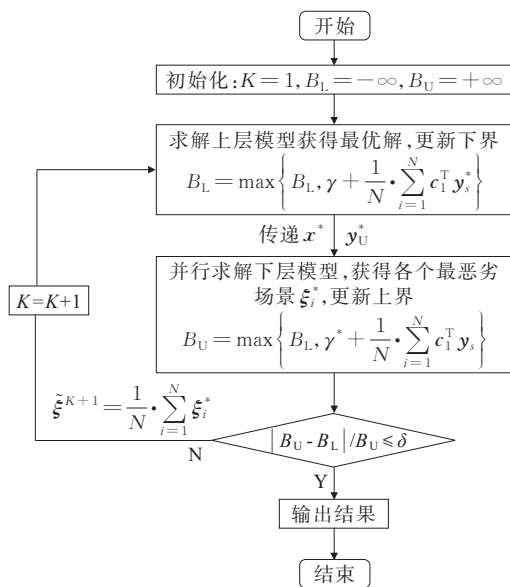 开始
初始化:K=1, B_L=-∞, B_U=+∞
求解上层模型获得最优解,更新下界
B_L=max{B_L, γ+1/N·∑_{i=1}^{N} c_1^T y_s^*}
传递 x^* y_U^*
并行求解下层模型,获得各个最恶劣
场景 ξ_i^*,更新上界
B_U=max{B_L, γ^*+1/N·∑_{i=1}^{N} c_1^T y_s}
K=K+1
ξ̃^{K+1}=1/N·∑_{i=1}^{N} ξ_i^*
N
|B_U-B_L|/B_U≤δ
Y
输出结果
结束